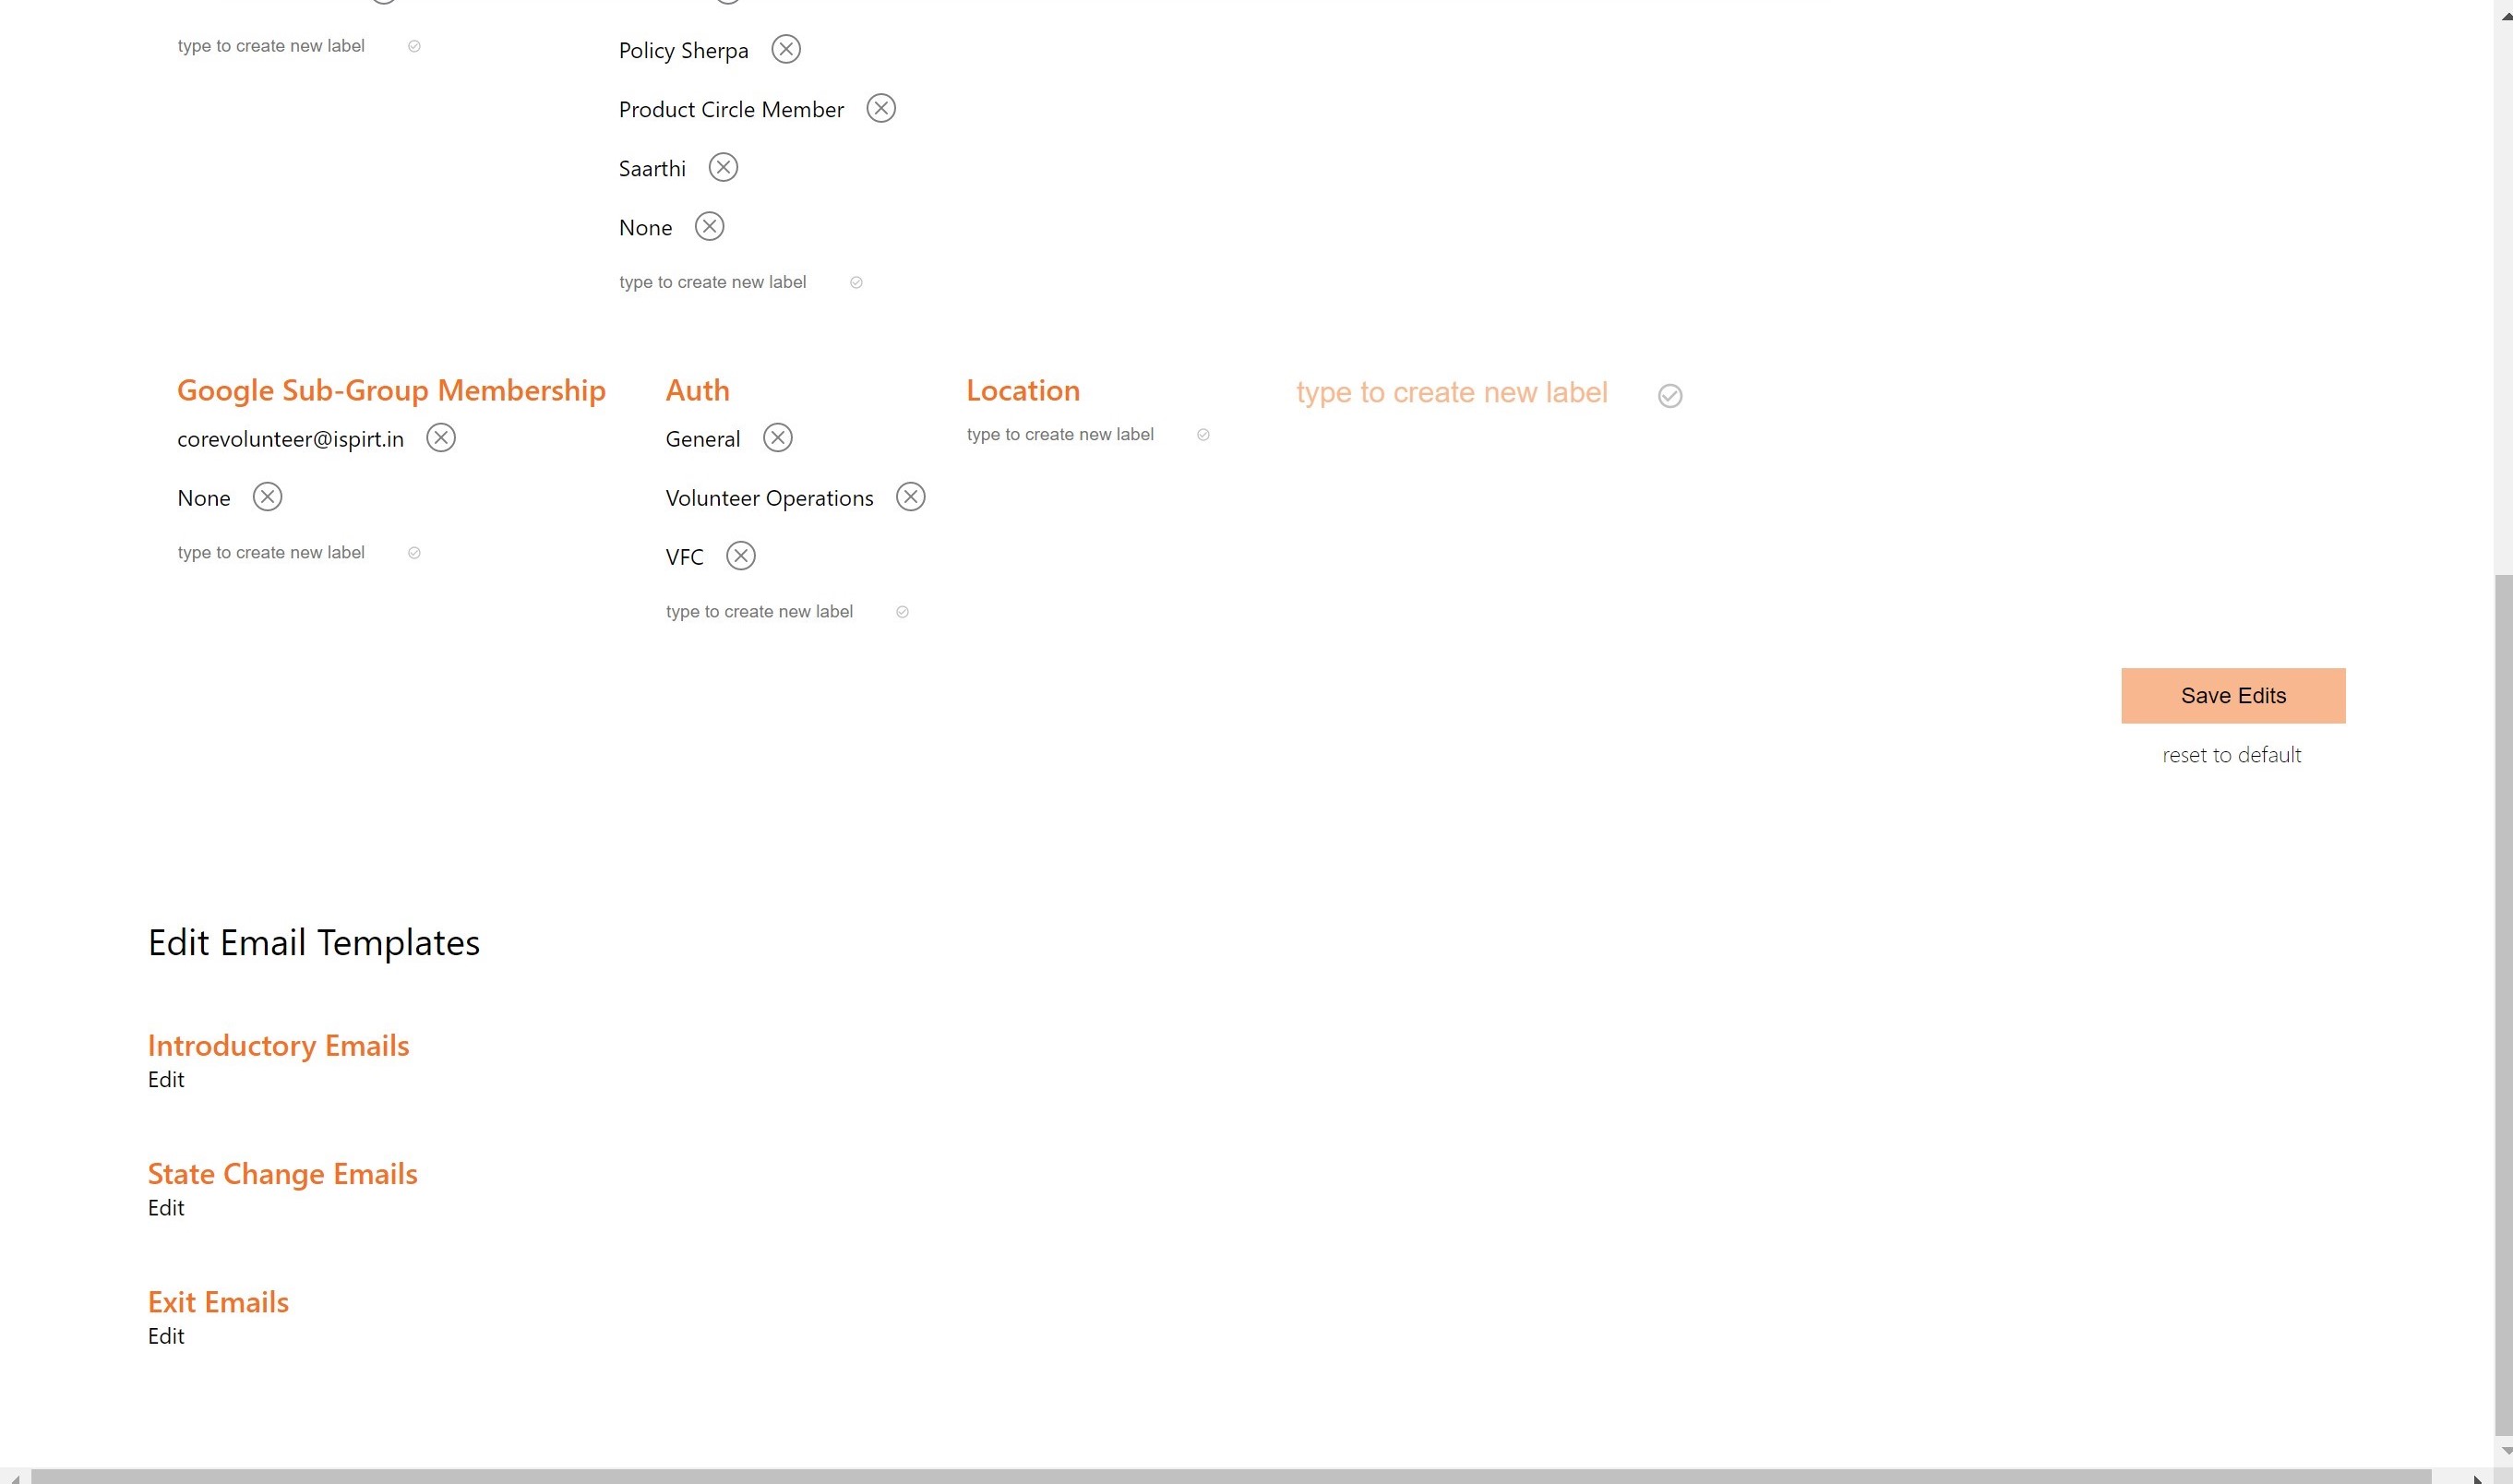 type to create new label
Policy Sherpa
Product Circle Member
Saarthi
None
type to create new label
Google Sub-Group Membership
corevolunteer@ispirt.in
None
type to create new label
Auth
General
Volunteer Operations
VFC
type to create new label
Location
type to create new label
type to create new label
Save Edits
reset to default
Edit Email Templates
Introductory Emails
Edit
State Change Emails
Edit
Exit Emails
Edit